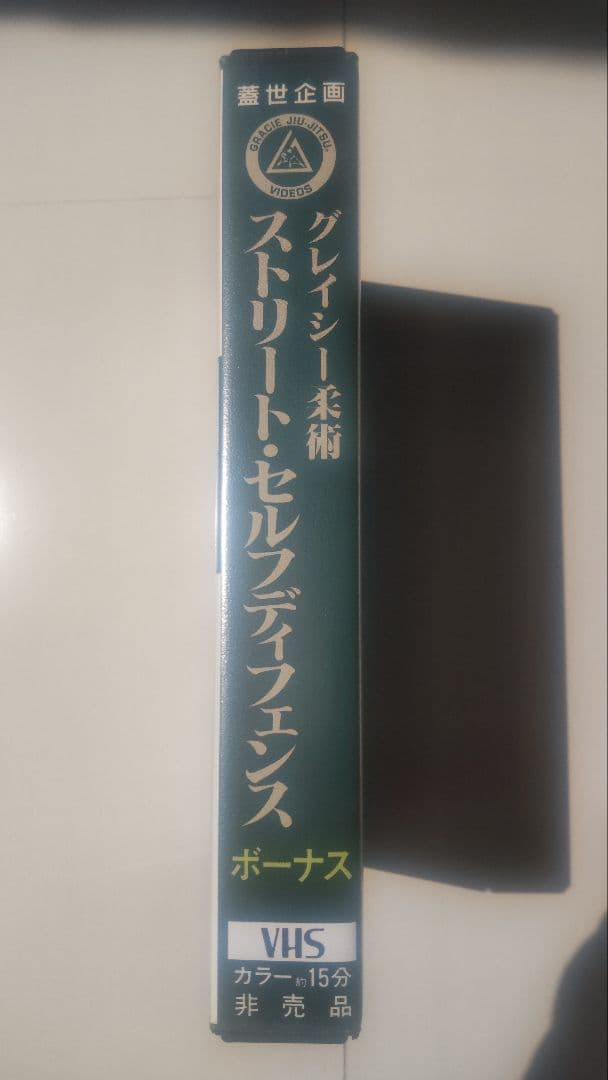 蓋世企画
GRACIE JIU-JITSU
VIDEOS
グレイシー柔術
ストリート・セルフディフェンス
ボーナス
VHS
カラー約15分
非売品